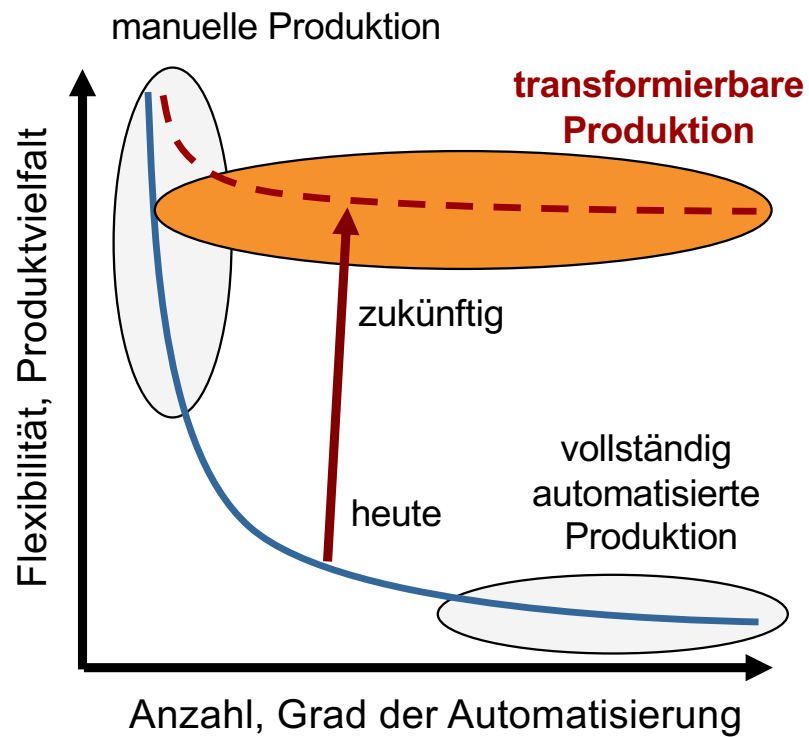 manuelle Produktion
transformierbare
Produktion
Flexibilität, Produktvielfalt
zukünftig
heute
vollständig
automatisierte
Produktion
Anzahl, Grad der Automatisierung